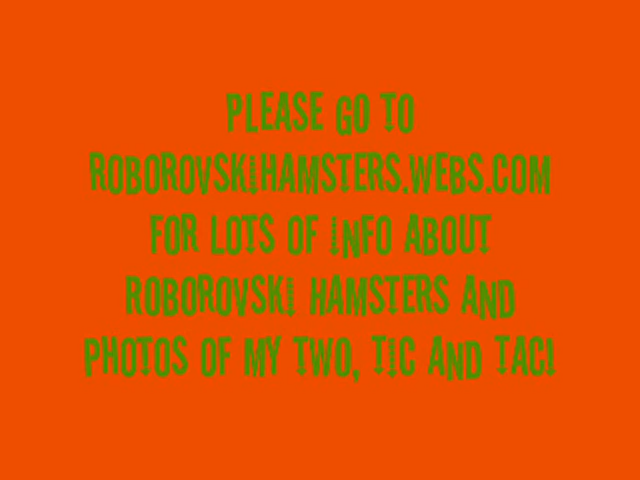 PLEASE GO TO
ROBOROVSKIHAMSTERS.WEBS.COM
FOR LOTS OF INFO ABOUT
ROBOROVSKI HAMSTERS AND
PHOTOS OF MY TWO, TIC AND TAC!